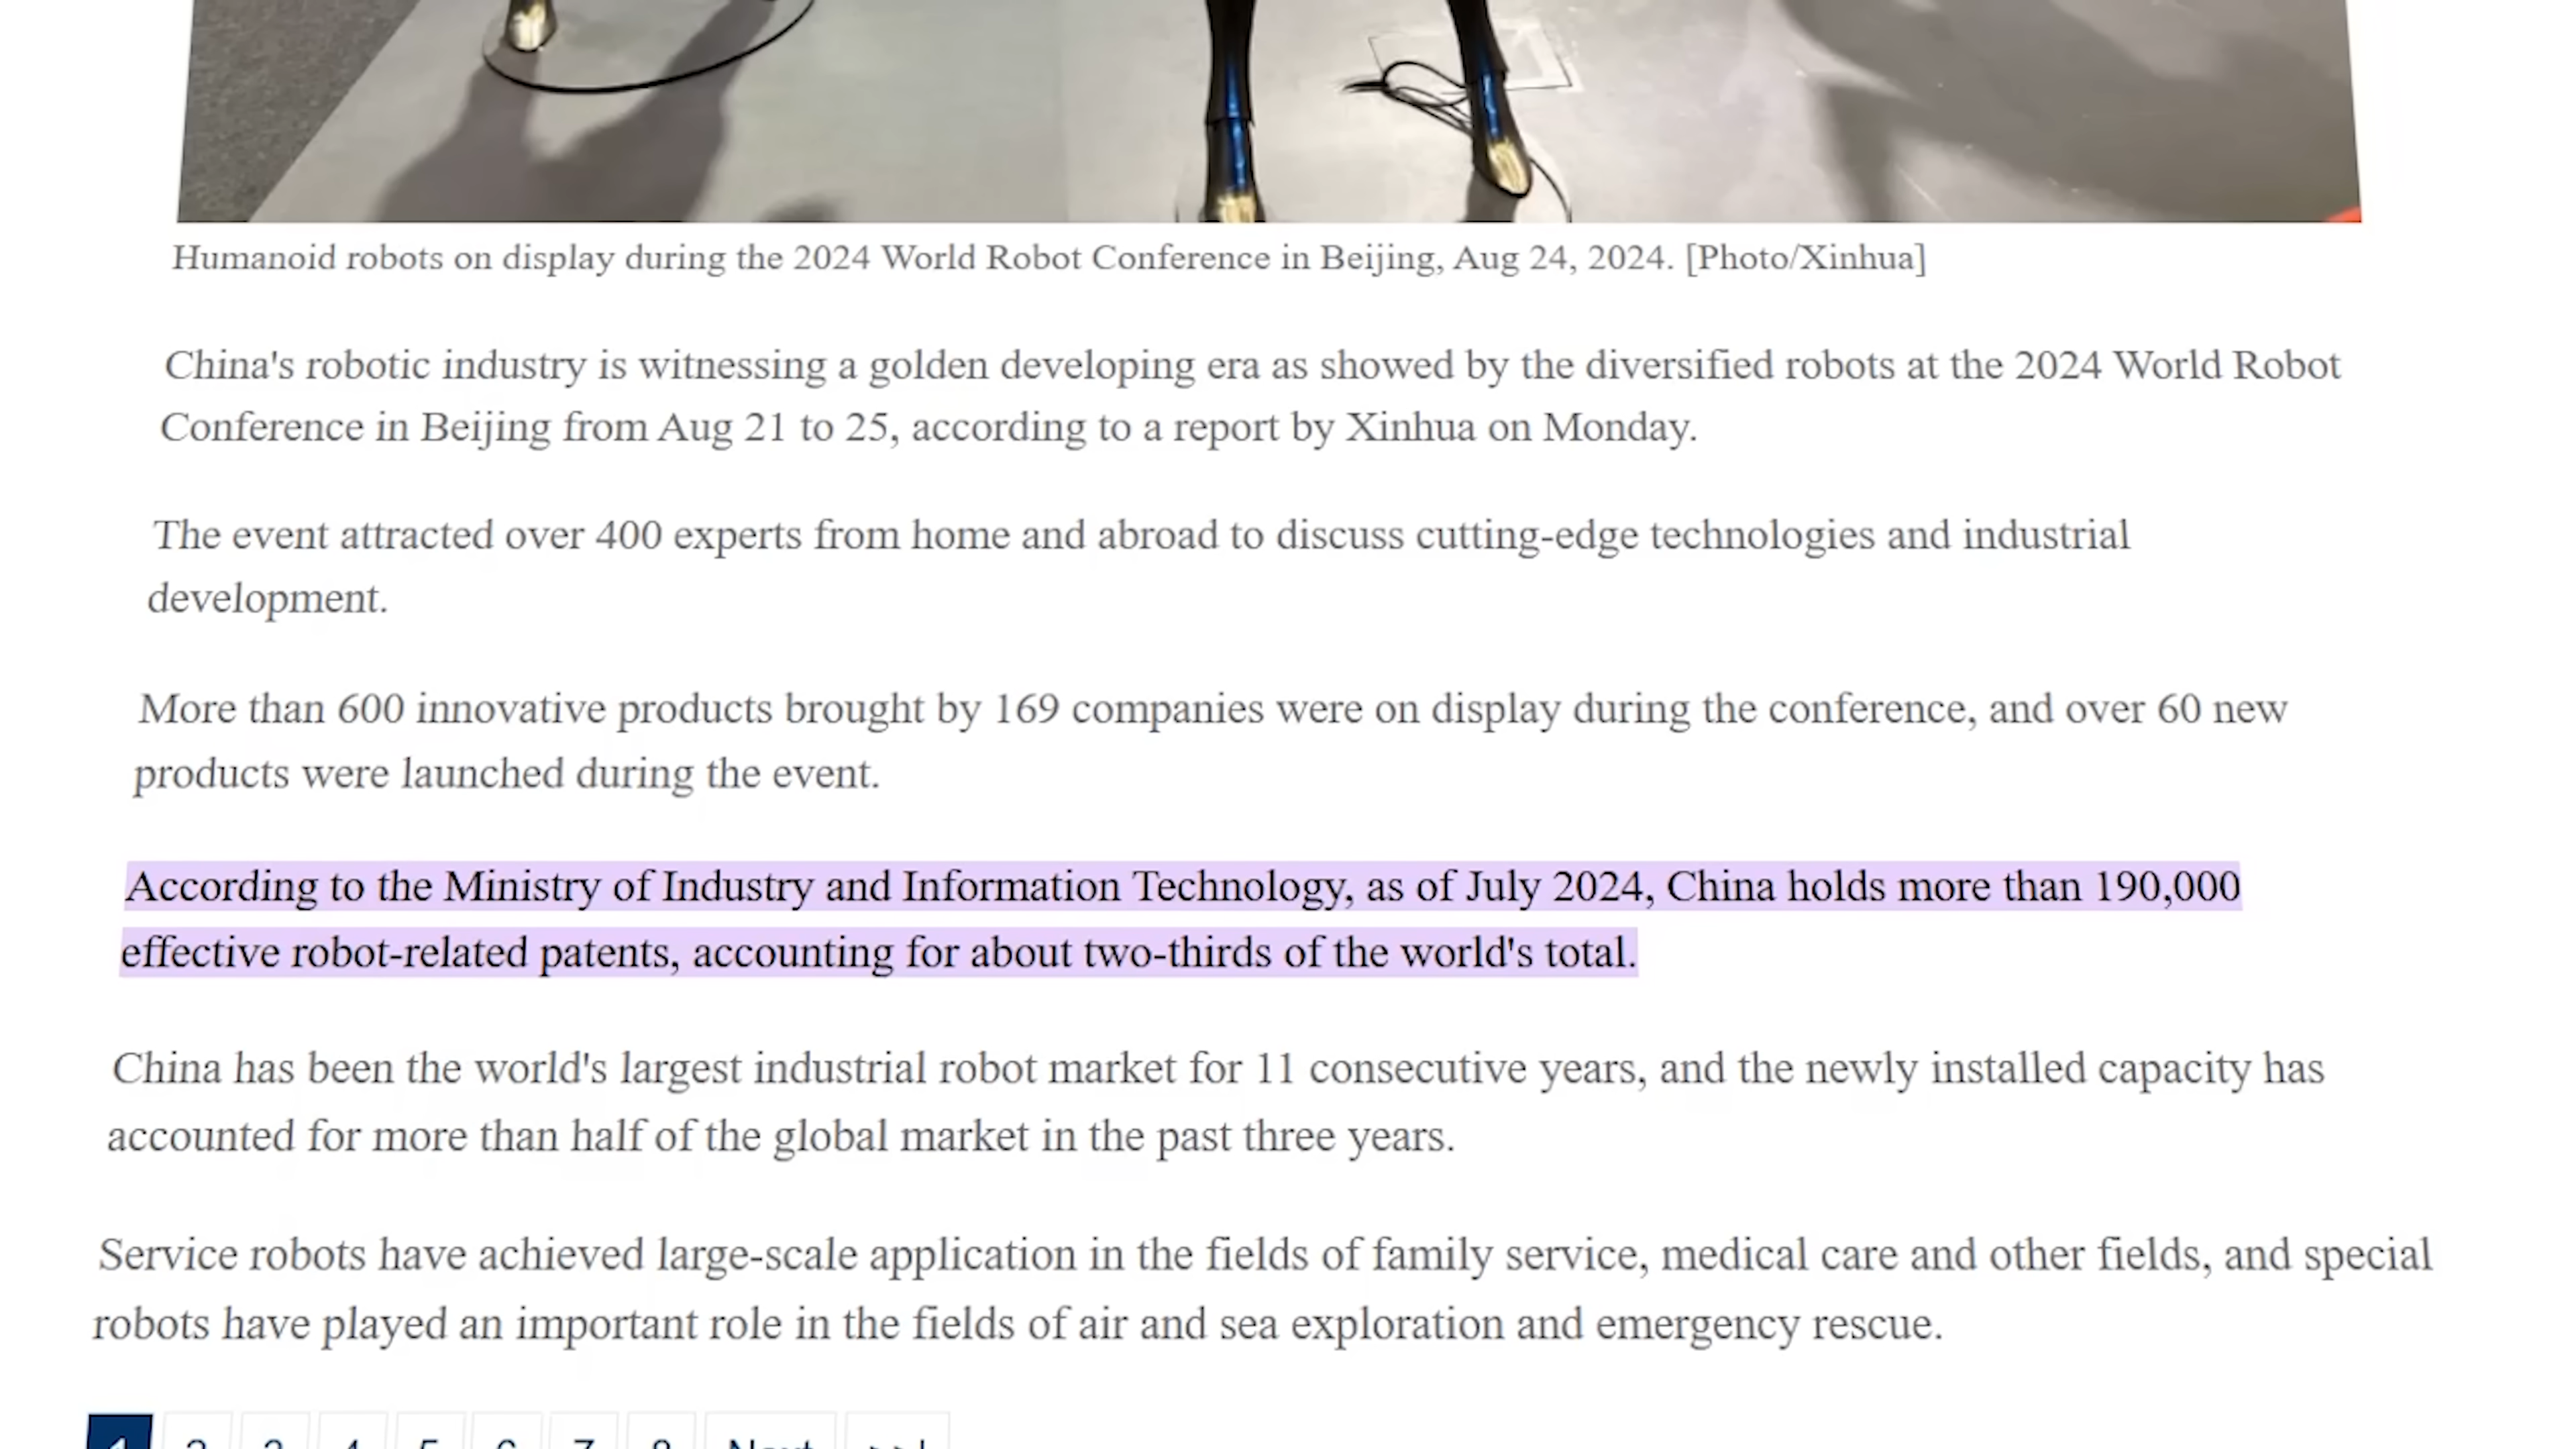 Humanoid robots on display during the 2024 World Robot Conference in Beijing, Aug 24, 2024. [Photo/Xinhua]
China's robotic industry is witnessing a golden developing era as showed by the diversified robots at the 2024 World Robot
Conference in Beijing from Aug 21 to 25, according to a report by Xinhua on Monday.
The event attracted over 400 experts from home and abroad to discuss cutting-edge technologies and industrial
development.
More than 600 innovative products brought by 169 companies were on display during the conference, and over 60 new
products were launched during the event.
According to the Ministry of Industry and Information Technology, as of July 2024, China holds more than 190,000
effective robot-related patents, accounting for about two-thirds of the world's total.
China has been the world's largest industrial robot market for 11 consecutive years, and the newly installed capacity has
accounted for more than half of the global market in the past three years.
Service robots have achieved large-scale application in the fields of family service, medical care and other fields, and special
robots have played an important role in the fields of air and sea exploration and emergency rescue.
1 2 3 4 5 6 7 8 Next >>|